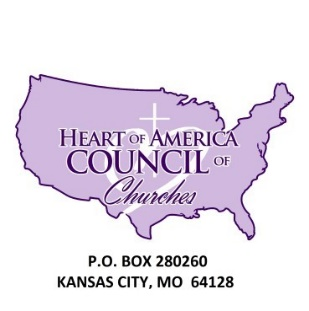 HEART OF AMERICA
COUNCIL OF
Churches
P.O. BOX 280260
KANSAS CITY, MO 64128